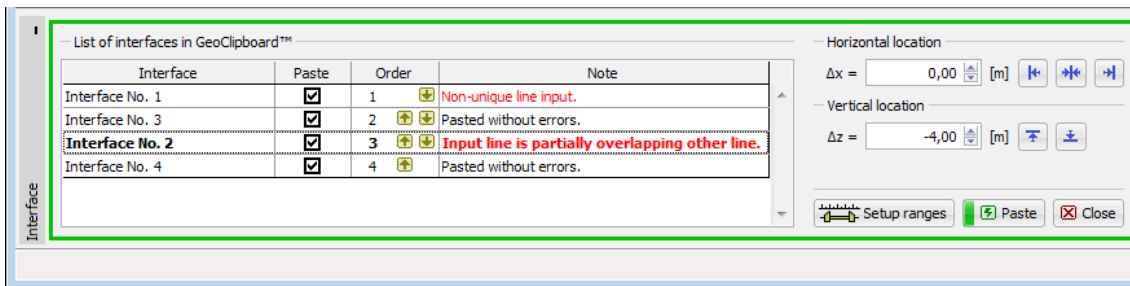 List of interfaces in GeoClipboard™
Interface Paste Order Note
Interface No. 1 1 Non-unique line input.
Interface No. 3 2 Pasted without errors.
Interface No. 2 3 Input line is partially overlapping other line.
Interface No. 4 4 Pasted without errors.
Horizontal location
Δx = 0,00 [m]
Vertical location
Δz = -4,00 [m]
Setup ranges Paste Close
Interface